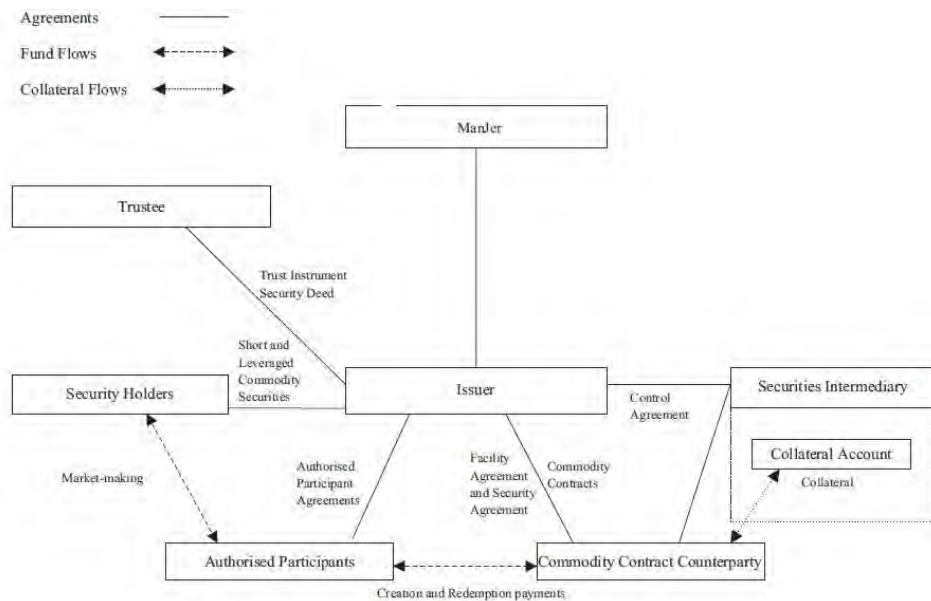 Agreements
Fund Flows
Collateral Flows
ManJer
Trustee
Trust Instrument
Security Deed
Short and
Leveraged
Commodity
Securities
Security Holders
Issuer
Securities Intermediary
Control
Agreement
Collateral Account
Collateral
Market-making
Authorised
Participant
Agreements
Facility
Agreement
and Security
Agreement
Commodity
Contracts
Authorised Participants
Commodity Contract Counterparty
Creation and Redemption payments